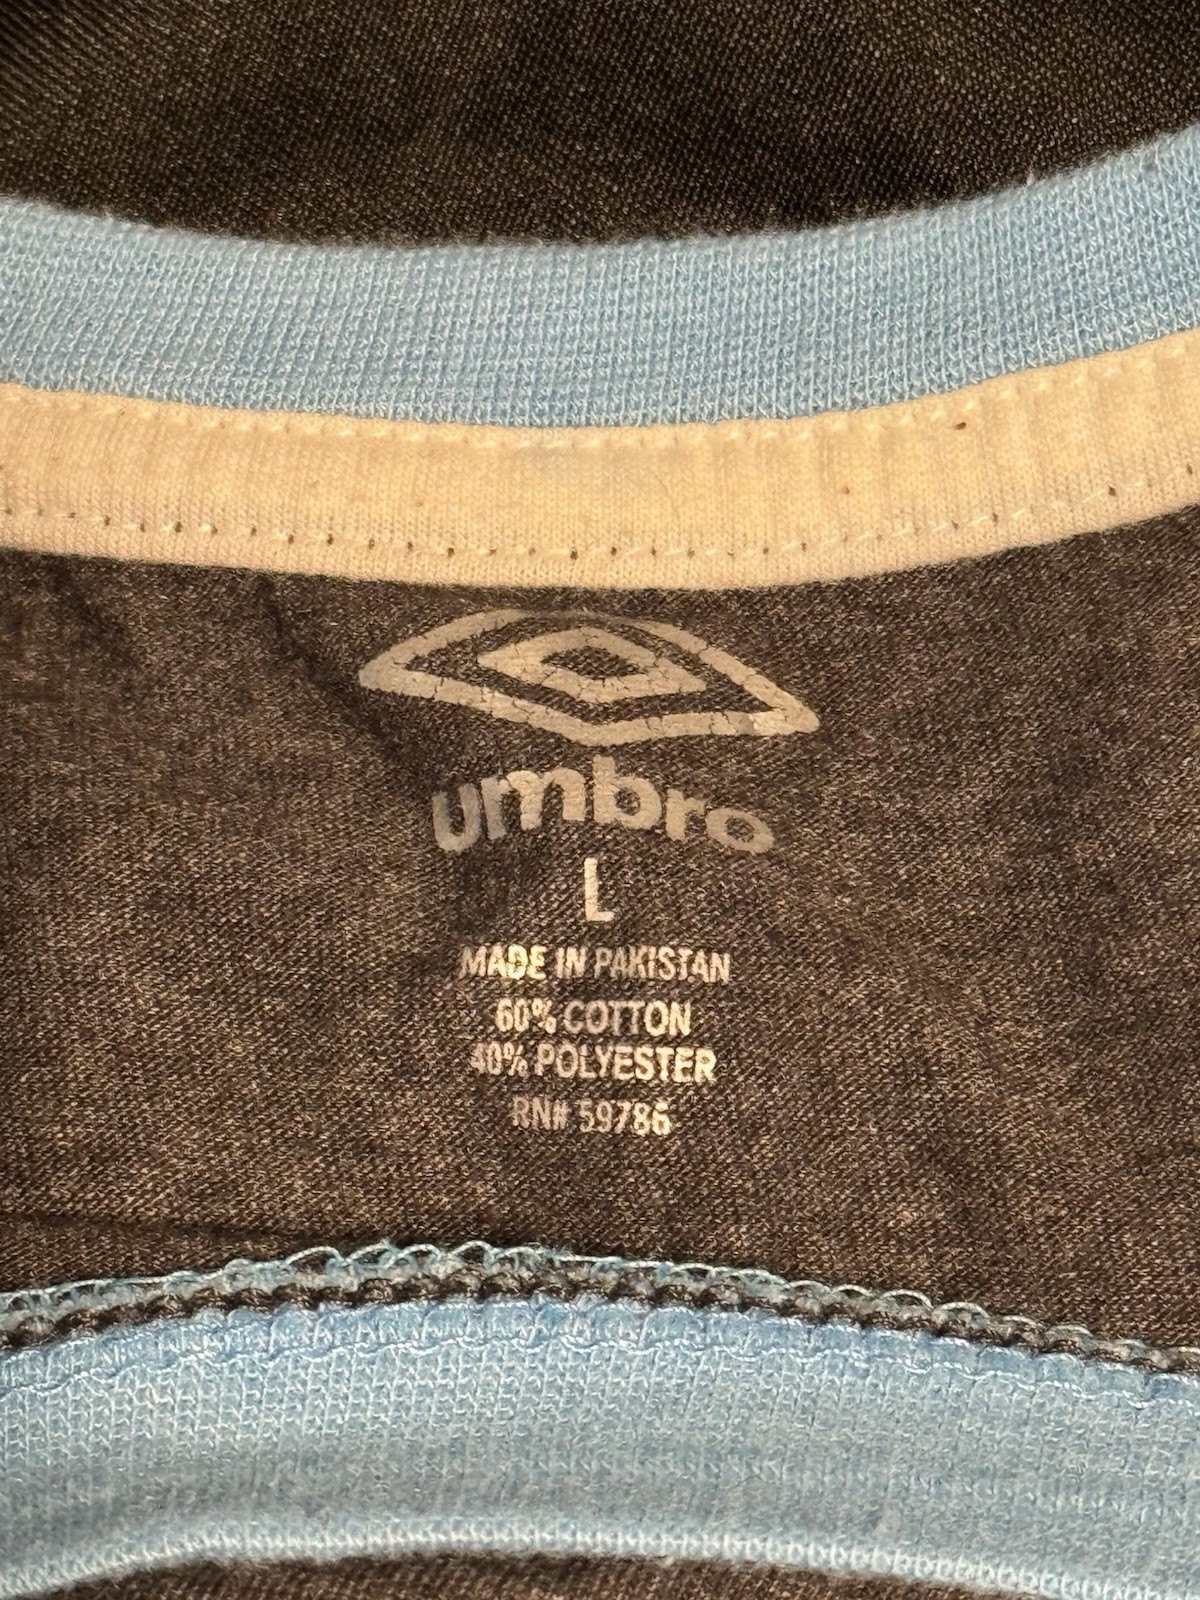 umbro
L
MADE IN PAKISTAN
60% COTTON
40% POLYESTER
RN# 59786